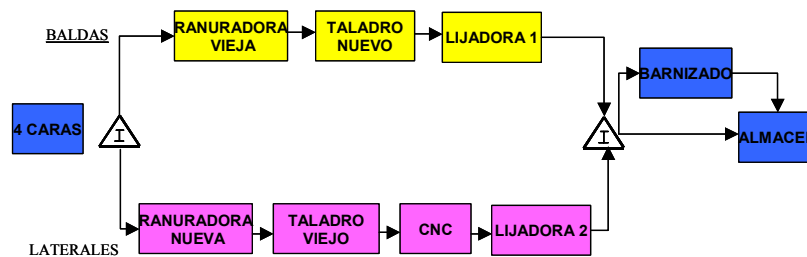 BALDAS
RANURADORA
VIEJA
TALADRO
NUEVO
LIJADORA 1
BARNIZADO
4 CARAS
I
I
ALMACEN
RANURADORA
NUEVA
TALADRO
VIEJO
CNC
LIJADORA 2
LATERALES